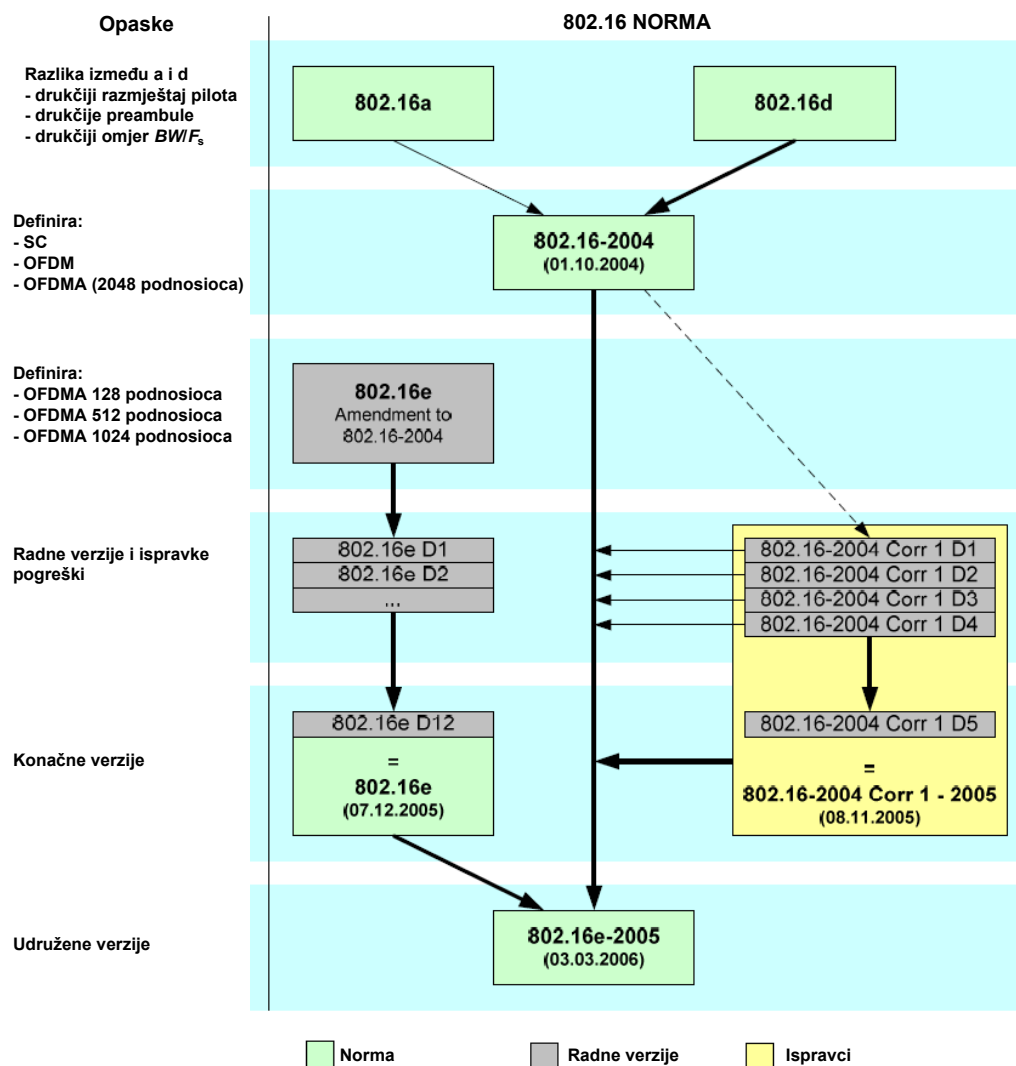 Opaske
802.16 NORMA
Razlika između a i d
- drukčiji razmještaj pilota
- drukčije preambule
- drukčiji omjer BW/Fs
802.16a
802.16d
Definira:
- SC
- OFDM
- OFDMA (2048 podnosioca)
802.16-2004
(01.10.2004)
Definira:
- OFDMA 128 podnosioca
- OFDMA 512 podnosioca
- OFDMA 1024 podnosioca
802.16e
Amendment to
802.16-2004
Radne verzije i ispravke
pogreški
802.16e D1
802.16e D2
...
802.16-2004 Corr 1 D1
802.16-2004 Corr 1 D2
802.16-2004 Corr 1 D3
802.16-2004 Corr 1 D4
Konačne verzije
802.16e D12
=
802.16e
(07.12.2005)
802.16-2004 Corr 1 D5
=
802.16-2004 Corr 1 - 2005
(08.11.2005)
Udružene verzije
802.16e-2005
(03.03.2006)
Norma
Radne verzije
Ispravci